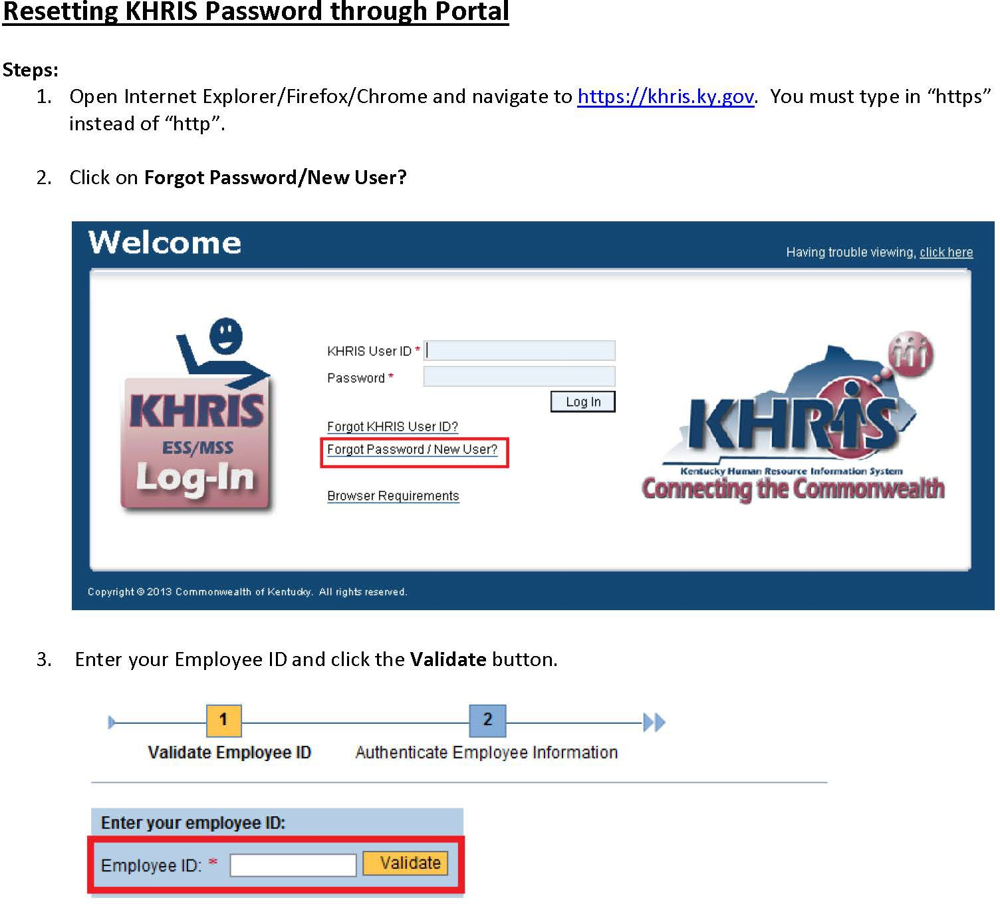 Resetting KHRIS Password through Portal
Steps:
1. Open Internet Explorer/Firefox/Chrome and navigate to https://khris.ky.gov. You must type in “https”
instead of “http”.
2. Click on Forgot Password/New User?
Welcome
Having trouble viewing, click here
KHRIS
ESS/MSS
Log-In
KHRIS User ID *
Password *
Log In
Forgot KHRIS User ID?
Forgot Password / New User?
Browser Requirements
KHRIS
Kentucky Human Resource Information System
Connecting the Commonwealth
Copyright © 2013 Commonwealth of Kentucky. All rights reserved.
3. Enter your Employee ID and click the Validate button.
1
2
Validate Employee ID
Authenticate Employee Information
Enter your employee ID:
Employee ID: *
Validate